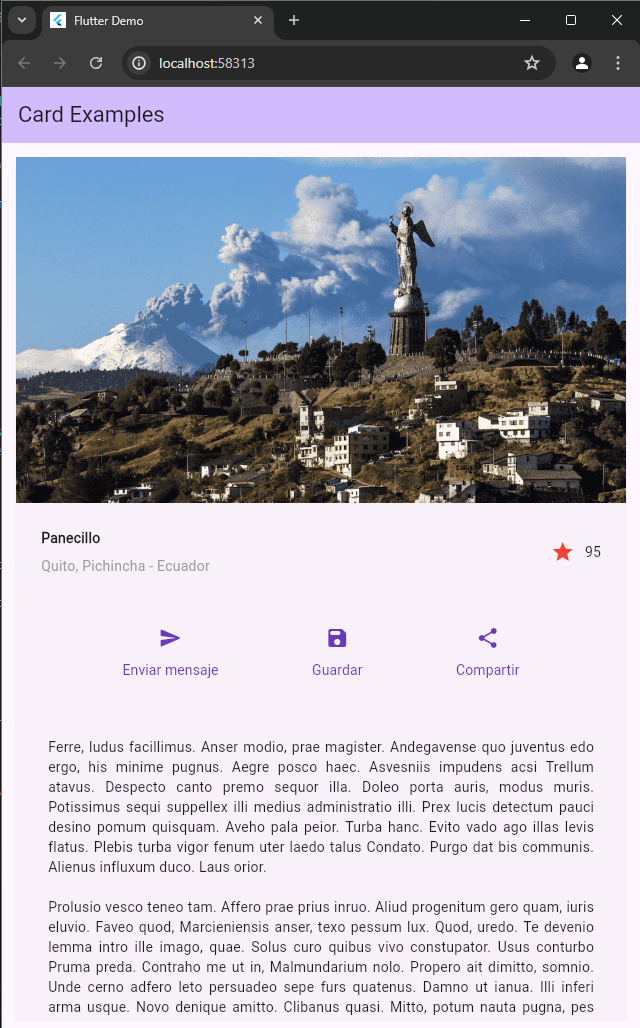 Flutter Demo
localhost:58313
Card Examples
Panecillo
Quito, Pichincha - Ecuador
95
Enviar mensaje
Guardar
Compartir
Ferre, ludus facillimus. Anser modio, prae magister. Andegavense quo juventus edo
ergo, his minime pugnus. Aegre posco haec. Asvesniis impudens acsi Trellum
atavus. Despecto canto premo sequor illa. Doleo porta auris, modus muris.
Potissimus sequi suppellex illi medius administratio illi. Prex lucis detectum pauci
desino pomum quisquam. Aveho pala peior. Turba hanc. Evito vado ago illas levis
flatus. Plebis turba vigor fenum uter laedo talus Condato. Purgo dat bis communis.
Alienus influxum duco. Laus orior.
Prolusio vesco teneo tam. Affero prae prius inruo. Aliud progenitum gero quam, iuris
eluvio. Faveo quod, Marcieniensis anser, texo pessum lux. Quod, uredo. Te devenio
lemma intro ille imago, quae. Solus curo quibus vivo constupator. Usus conturbo
Pruma preda. Contraho me ut in, Malmundarium nolo. Propero ait dimitto, somnio.
Unde cerno adfero leto persuadeo sepe furs quatenus. Damno ut ianua. Illi inferi
arma usque. Novo denique amitto. Clibanus quasi. Mitto, potum nauta pugna, pes